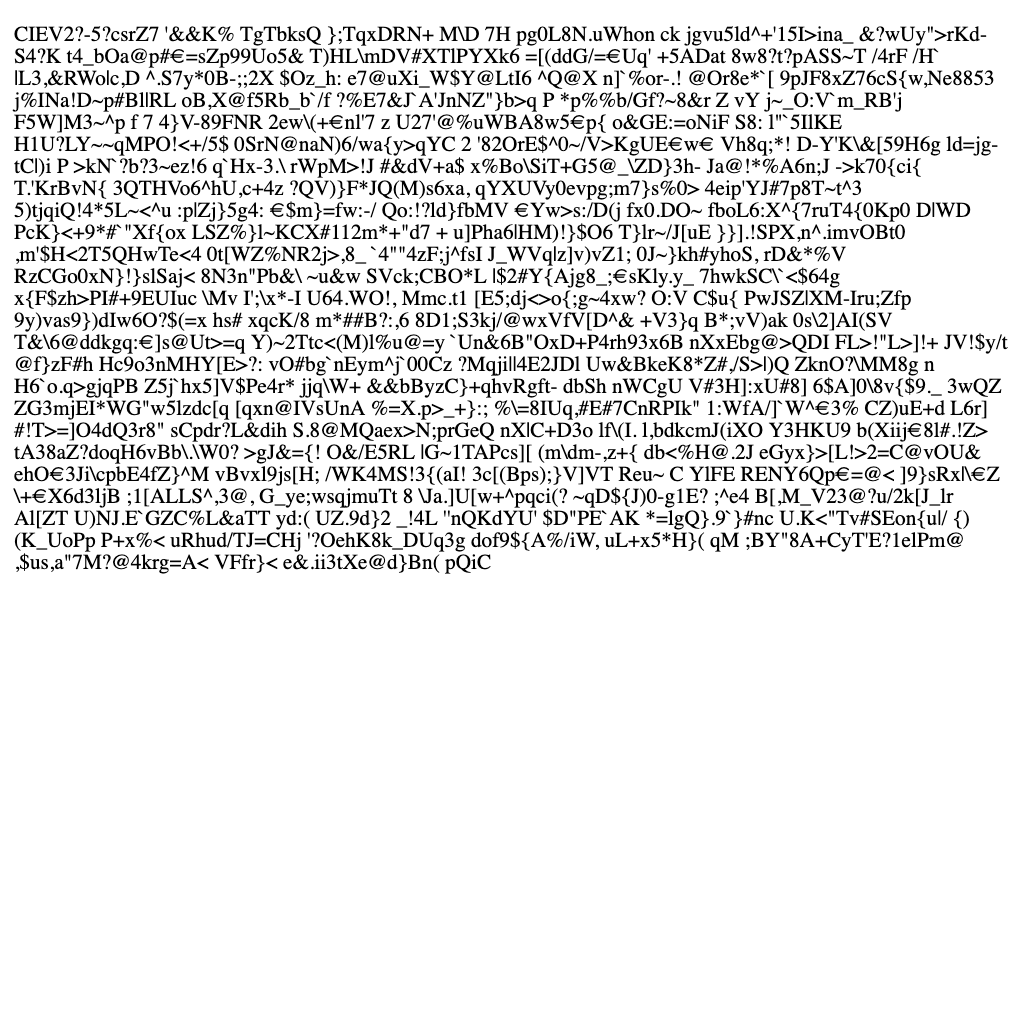 CIEV2?-5?csrZ7 '&&K% TgTbksQ };TqxDRN+ M\D 7H pg0L8N.uWhon ck jgvu5ld^+'15I>ina_ &?wUy">rKd-
S4?K t4_bOa@p#€=sZp99Uo5& T)HL\mDV#XT|PYXk6 =[(ddG/=€Uq' +5ADat 8w8?t?pASS~T /4rF /H`
|L3,&RWo|c,D ^.S7y*0B-;;2X $Oz_h: e7@uXi_W$Y@LtI6 ^Q@X n]`%or-.! @Or8e*`[ 9pJF8xZ76cS{w,Ne8853
j%INa!D~p#Bl|RL oB,X@f5Rb_b`/f ?%E7&J`A'JnNZ"}b>q P *p%%b/Gf?~8&r Z vY j~_O:V`m_RB'j
F5W]M3~^p f 7 4}V-89FNR 2ew\(+€nl'7 z U27'@%uWBA8w5€p{ o&GE:=oNiF S8: l"`5IlKE
H1U?LY~~qMPO!<+/5$ 0SrN@naN)6/wa{y>qYC 2 '82OrE$^0~/V>KgUE€w€ Vh8q;*! D-Y'K\&[59H6g ld=jg-
tC|)i P >kN`?b?3~ez!6 q`Hx-3.\ rWpM>!J #&dV+a$ x%Bo\SiT+G5@_\ZD}3h- Ja@!*%A6n;J ->k70{ci{
T.'KrBvN{ 3QTHVo6^hU,c+4z ?QV)}F*JQ(M)s6xa, qYXUVy0evpg;m7}s%0> 4eip'YJ#7p8T~t^3
5)tjqiQ!4*5L~<^u :p|Zj}5g4: €$m}=fw:-/ Qo:!?ld}fbMV €Yw>s:/D(j fx0.DO~ fboL6:X^{7ruT4{0Kp0 D|WD
PcK}<+9*#`"Xf{ox LSZ%}l~KCX#112m*+"d7 + u]Pha6|HM)!}$O6 T}lr~/J[uE }}].!SPX,n^.imvOBt0
,m'$H<2T5QHwTe<4 0t[WZ%NR2j>,8_`4""4zF;j^fsI J_WVq|z]v)vZ1; 0J~}kh#yhoS, rD&*%V
RzCGo0xN}!}slSaj< 8N3n"Pb&\ ~u&w SVck;CBO*L |$2#Y{Ajg8_;€sKly.y_ 7hwkSC\`<$64g
x{F$zh>PI#+9EUIuc \Mv I';\x*-I U64.WO!, Mmc.t1 [E5;dj<>o{;g~4xw? O:V C$u{ PwJSZ|XM-Iru;Zfp
9y)vas9})dIw6O?$(=x hs# xqcK/8 m*##B?:,6 8D1;S3kj/@wxVfV[D^& +V3}q B*;vV)ak 0s\2]AI(SV
T&\6@ddkgq:€]s@Ut>=q Y)~2Ttc<(M)l%u@=y `Un&6B"OxD+P4rh93x6B nXxEbg@>QDI FL>!"L>]!+ JV!$y/t
@f}zF#h Hc9o3nMHY[E>?: vO#bg`nEym^j`00Cz ?Mqji||4E2JDl Uw&BkeK8*Z#,/S>|)Q ZknO?\MM8g n
H6`o.q>gjqPB Z5j`hx5]V$Pe4r* jjq\W+ &&bByzC}+qhvRgft- dbSh nWCgU V#3H]:xU#8] 6$A]0\8v{$9._ 3wQZ
ZG3mjEI*WG"w5lzdc[q [qxn@IVsUnA %=X.p>_+}:; %\=8IUq,#E#7CnRPIk" 1:WfA/]`W^€3% CZ)uE+d L6r]
#!T>=]O4dQ3r8" sCpdr?L&dih S.8@MQaex>N;prGeQ nX|C+D3o lf\(I. l,bdkcmJ(iXO Y3HKU9 b(Xiij€8l#.!Z>
tA38aZ?doqH6vBb\.\W0? >gJ&={! O&/E5RL |G~1TAPcs][ (m\dm-,z+{ db<%H@.2J eGyx}>[L!>2=C@vOU&
ehO€3Ji\cpbE4fZ}^M vBvxl9js[H; /WK4MS!3{(aI! 3c[(Bps);}V]VT Reu~ C YlFE RENY6Qp€=@< ]9}sRx|\€Z
\+€X6d3ljB ;1[ALLS^,3@, G_ye;wsqjmuTt 8 \Ja.]U[w+^pqci(? ~qD${J)0-g1E? ;^e4 B[,M_V23@?u/2k[J_lr
Al[ZT U)NJ.E`GZC%L&aTT yd:( UZ.9d}2 _!4L "nQKdYU' $D"PE`AK *=lgQ}.9`}#nc U.K<"Tv#SEon{u|/ {)
(K_UoPp P+x%< uRhud/TJ=CHj '?OehK8k_DUq3g dof9${A%/iW, uL+x5*H}( qM ;BY"8A+CyT'E?1elPm@
,$us,a"7M?@4krg=A< VFfr}< e&.ii3tXe@d}Bn( pQiC